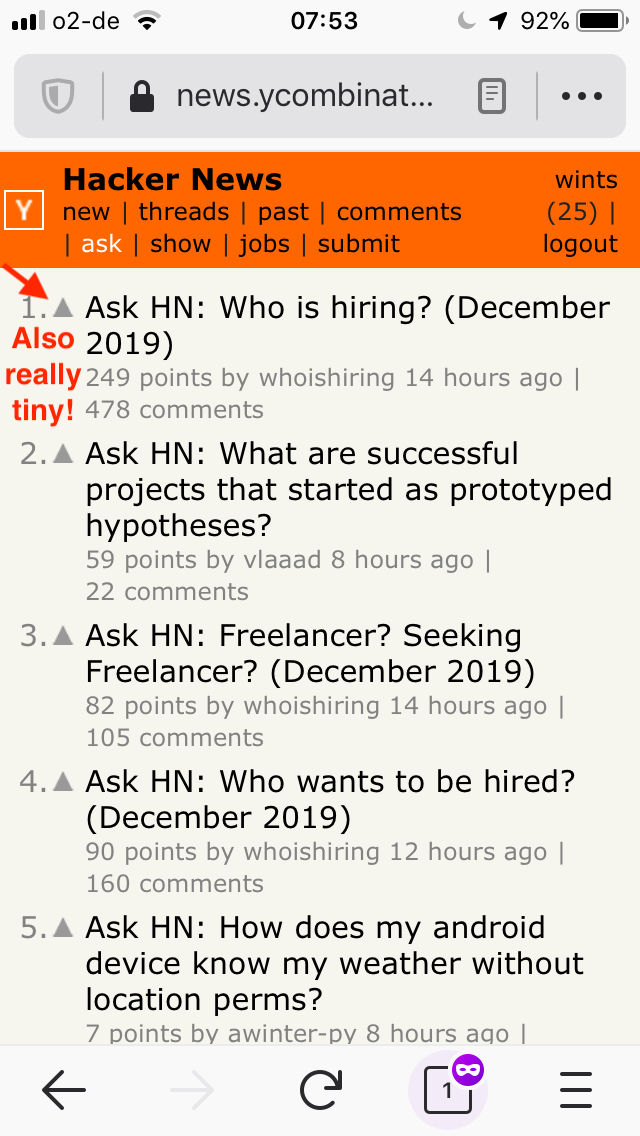 o2-de 07:53 92%
news.ycombinat...
Y
Hacker News
new | threads | past | comments
| ask | show | jobs | submit
wints
(25) |
logout
1. Ask HN: Who is hiring? (December
2019)
249 points by whoishiring 14 hours ago |
478 comments
Also
really
tiny!
2. Ask HN: What are successful
projects that started as prototyped
hypotheses?
59 points by vlaaad 8 hours ago |
22 comments
3. Ask HN: Freelancer? Seeking
Freelancer? (December 2019)
82 points by whoishiring 14 hours ago |
105 comments
4. Ask HN: Who wants to be hired?
(December 2019)
90 points by whoishiring 12 hours ago |
160 comments
5. Ask HN: How does my android
device know my weather without
location perms?
7 points by awinter-py 8 hours ago |
1